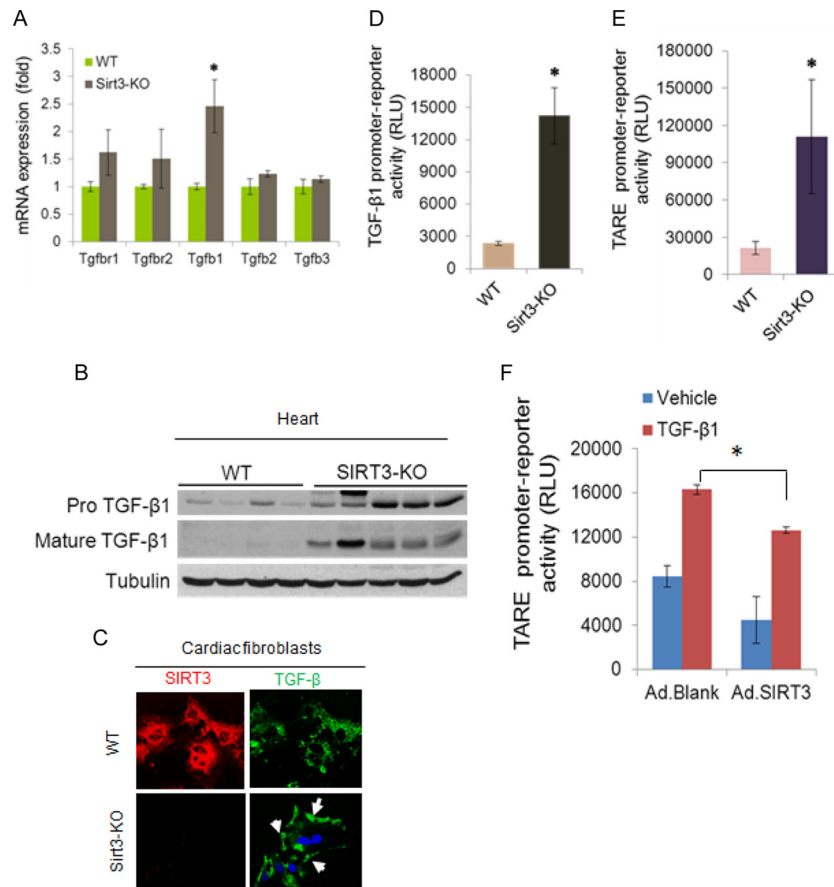 A
mRNA expression (fold)
3.5
3
2.5
2
1.5
1
0.5
0
WT
Sirt3-KO
*
Tgfbr1 Tgfbr2 Tgfb1 Tgfb2 Tgfb3
D
TGF-β1 promoter-reporter
activity (RLU)
18000
15000
12000
9000
6000
3000
0
*
WT
Sirt3-KO
E
TARE promoter-reporter
activity (RLU)
180000
150000
120000
90000
60000
30000
0
*
WT
Sirt3-KO
B
Heart
WT SIRT3-KO
Pro TGF-β1
Mature TGF-β1
Tubulin
C
Cardiacfibroblasts
SIRT3 TGF-β
WT
Sirt3-KO
F
Vehicle
TGF-β1
TARE promoter-reporter
activity (RLU)
20000
16000
12000
8000
4000
0
*
Ad.Blank Ad.SIRT3